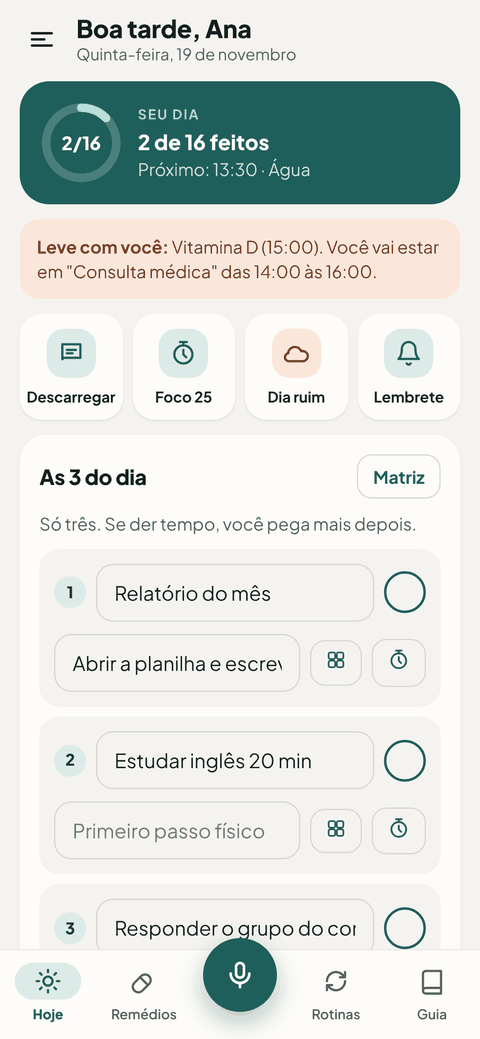 Boa tarde, Ana
Quinta-feira, 19 de novembro
2/16
SEU DIA
2 de 16 feitos
Próximo: 13:30 · Água
Leve com você: Vitamina D (15:00). Você vai estar
em "Consulta médica" das 14:00 às 16:00.
Descarregar
Foco 25
Dia ruim
Lembrete
As 3 do dia
Matriz
Só três. Se der tempo, você pega mais depois.
1
Relatório do mês
Abrir a planilha e escrev
2
Estudar inglês 20 min
Primeiro passo físico
3
Responder o grupo do cor
Hoje
Remédios
Rotinas
Guia